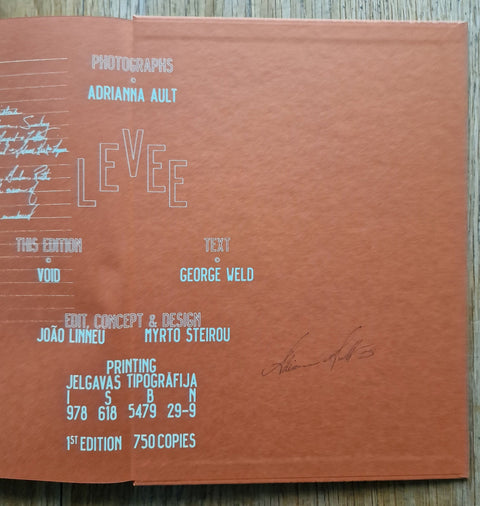 PHOTOGRAPHS
©
ADRIANNA AULT
LEVEE
THIS EDITION
©
VOID
TEXT
©
GEORGE WELD
EDIT, CONCEPT & DESIGN
JOÃO LINNEU MYRTO STEIROU
PRINTING
JELGAVAS TIPOGRĀFIJA
I S B N
978 618 5479 29-9
1ST EDITION 750 COPIES